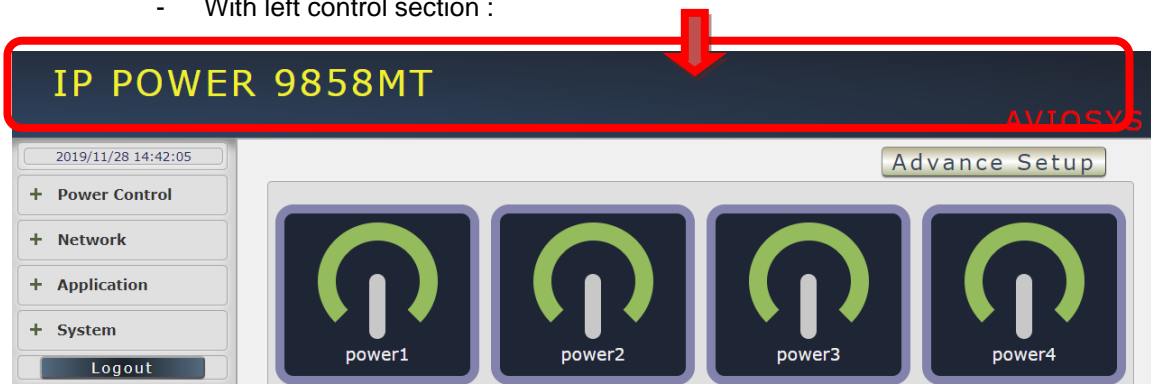 - With left control section :
IP POWER 9858MT
AVIOSYS
2019/11/28 14:42:05
Advance Setup
+ Power Control
+ Network
+ Application
+ System
Logout
power1 power2 power3 power4